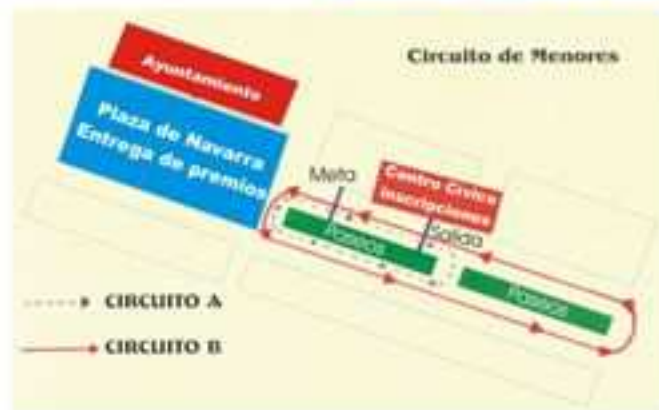 Circuito de Menores
Ayuntamiento
Plaza de Navarra
Entrega de premios
Meta
Centro Cívico
inscripciones
Salida
Paseos
Paseos
CIRCUITO A
CIRCUITO B